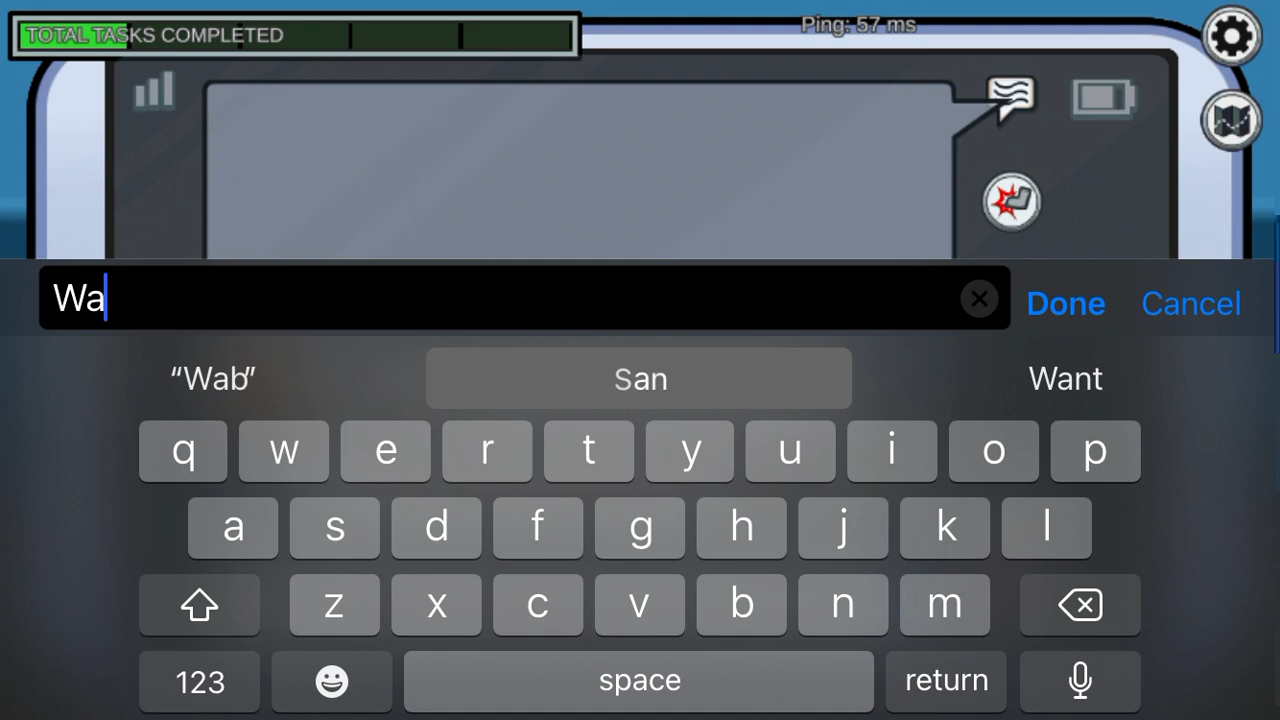 TOTAL TASKS COMPLETED
Ping: 57 ms
Wa
Done Cancel
“Wab” San Want
q w e r t y u i o p
a s d f g h j k l
z x c v b n m
123 space return